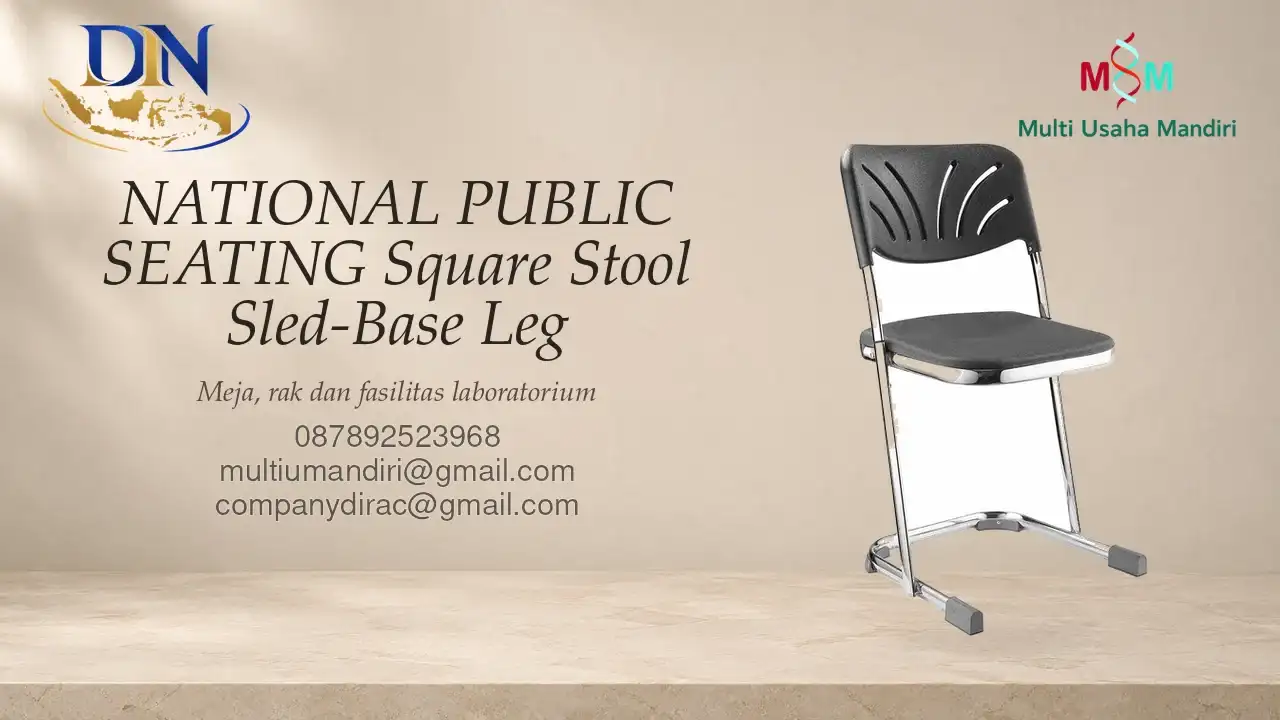 DIN
MSM
Multi Usaha Mandiri
NATIONAL PUBLIC
SEATING Square Stool
Sled-Base Leg
Meja, rak dan fasilitas laboratorium
087892523968
multiumandiri@gmail.com
companydirac@gmail.com